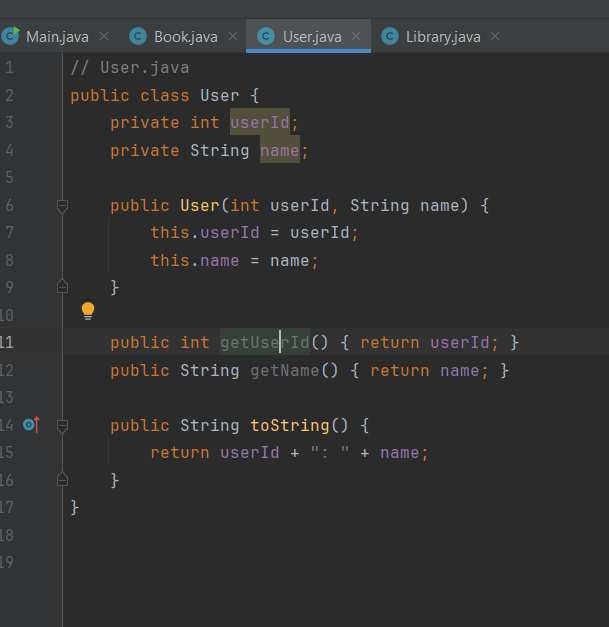 Main.java Book.java User.java Library.java
1 // User.java
2 public class User {
3     private int userId;
4     private String name;
5
6     public User(int userId, String name) {
7         this.userId = userId;
8         this.name = name;
9     }
10
11     public int getUserId() { return userId; }
12     public String getName() { return name; }
13
14     public String toString() {
15         return userId + ": " + name;
16     }
17 }
18
19